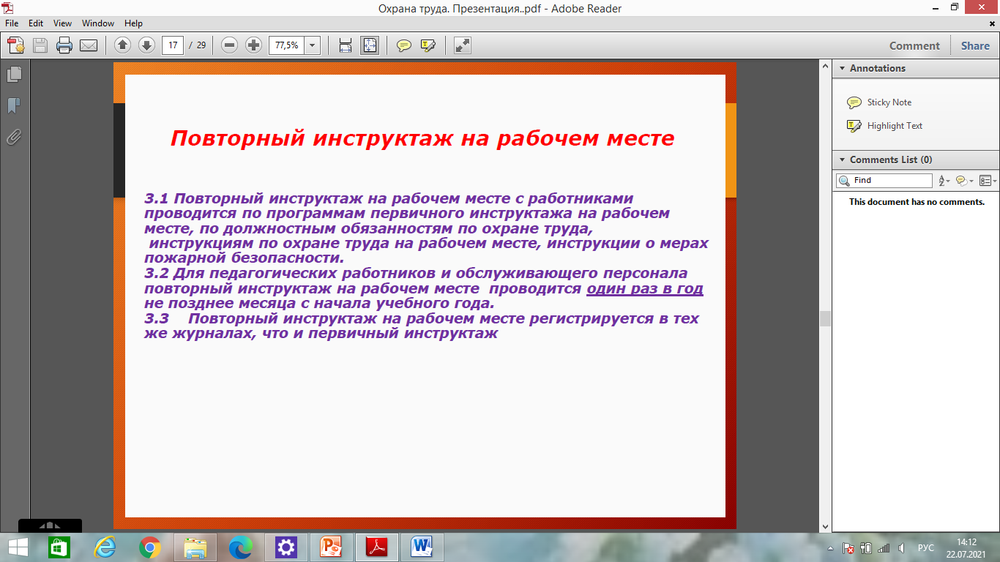 Охрана труда. Презентация..pdf - Adobe Reader
File Edit View Window Help
17 / 29 77,5% Comment Share
Повторный инструктаж на рабочем месте
3.1 Повторный инструктаж на рабочем месте с работниками
проводится по программам первичного инструктажа на рабочем
месте, по должностным обязанностям по охране труда,
инструкциям по охране труда на рабочем месте, инструкции о мерах
пожарной безопасности.
3.2 Для педагогических работников и обслуживающего персонала
повторный инструктаж на рабочем месте проводится один раз в год
не позднее месяца с начала учебного года.
3.3 Повторный инструктаж на рабочем месте регистрируется в тех
же журналах, что и первичный инструктаж
Annotations
Sticky Note
Highlight Text
Comments List (0)
Find
This document has no comments.
РУС
14:12
22.07.2021